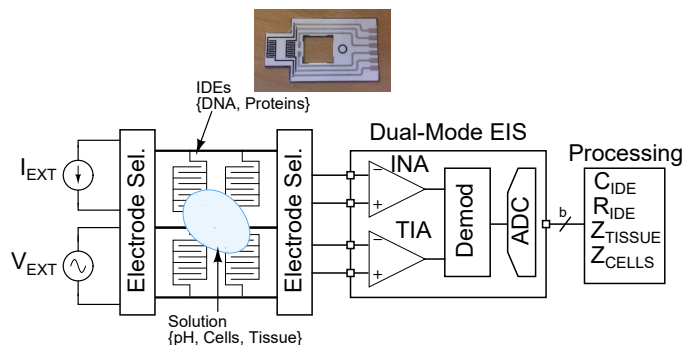 IDEs
{DNA, Proteins}
Dual-Mode EIS
Processing
I_EXT
V_EXT
Electrode Sel.
Electrode Sel.
INA
TIA
−
+
−
+
Demod
ADC
b
C_IDE
R_IDE
Z_TISSUE
Z_CELLS
Solution
{pH, Cells, Tissue}